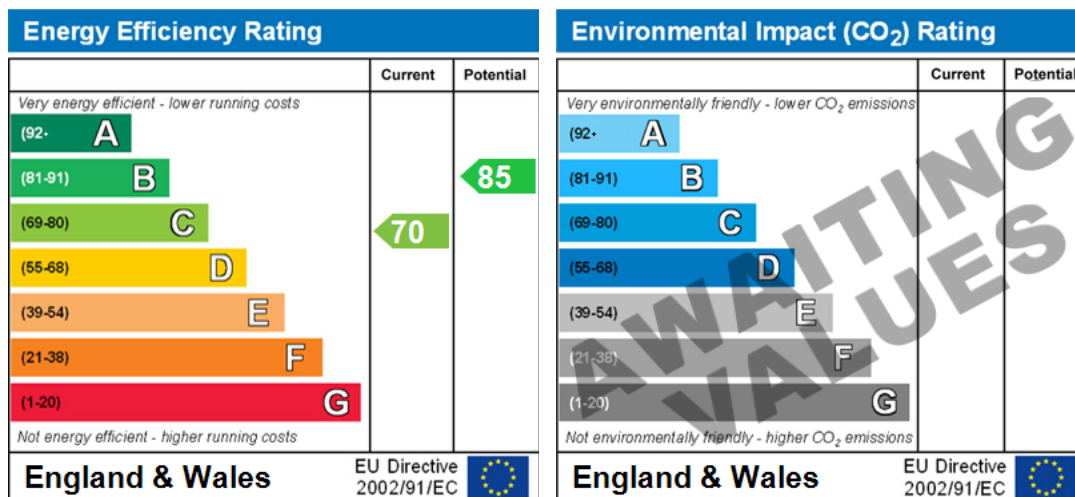 Energy Efficiency Rating
Current Potential
Very energy efficient - lower running costs
(92- A
(81-91) B
85
(69-80) C
70
(55-68) D
(39-54) E
(21-38) F
(1-20) G
Not energy efficient - higher running costs
England & Wales
EU Directive
2002/91/EC
Environmental Impact (CO₂) Rating
Current Potential
Very environmentally friendly - lower CO₂ emissions
(92- A
(81-91) B
(69-80) C
(55-68) D
(39-54) E
(21-38) F
(1-20) G
AWAITING
VALUES
Not environmentally friendly - higher CO₂ emissions
England & Wales
EU Directive
2002/91/EC